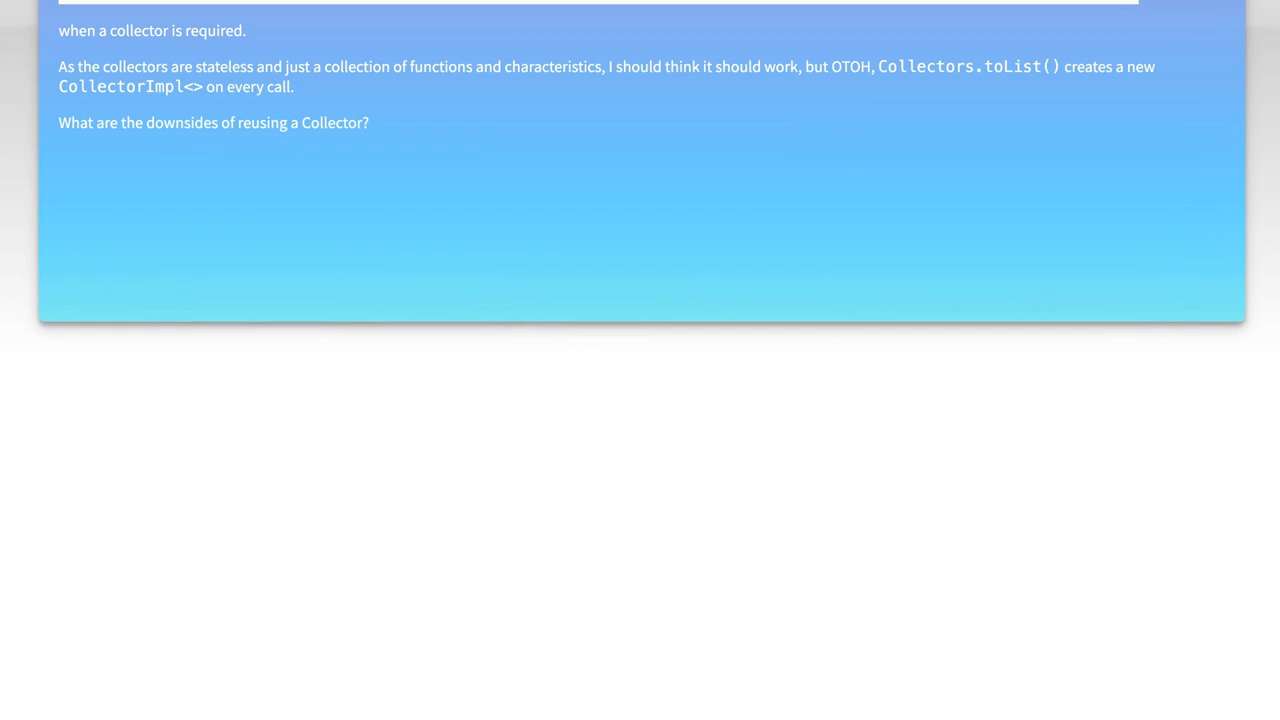 when a collector is required.
As the collectors are stateless and just a collection of functions and characteristics, I should think it should work, but OTOH, Collectors.toList() creates a new
CollectorImpl<> on every call.
What are the downsides of reusing a Collector?